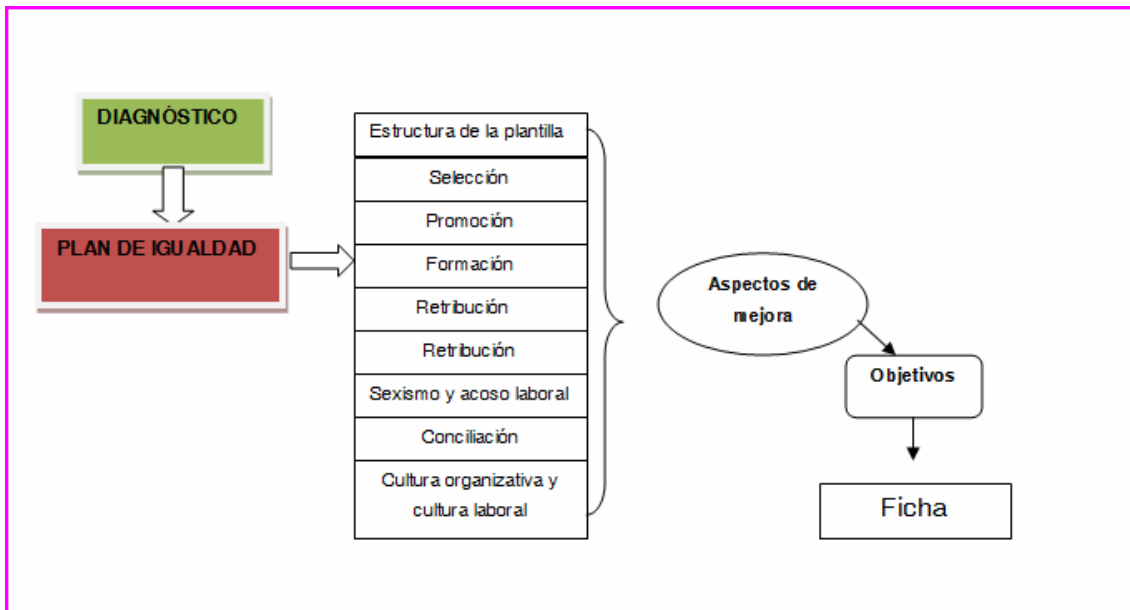 DIAGNÓSTICO
PLAN DE IGUALDAD
Estructura de la plantilla
Selección
Promoción
Formación
Retribución
Retribución
Sexismo y acoso laboral
Conciliación
Cultura organizativa y
cultura laboral
Aspectos de
mejora
Objetivos
Ficha